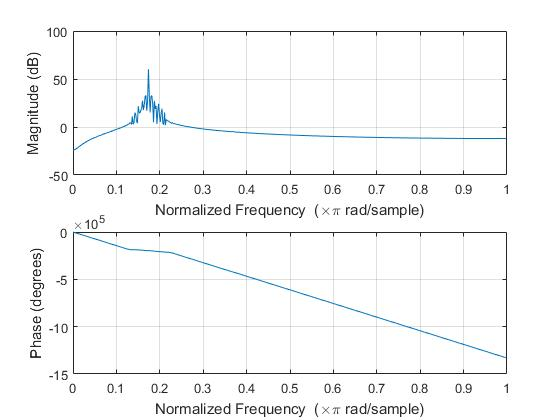 100
50
0
-50
Magnitude (dB)
0 0.1 0.2 0.3 0.4 0.5 0.6 0.7 0.8 0.9 1
Normalized Frequency (×π rad/sample)
×10^5
0
-5
-10
-15
Phase (degrees)
0 0.1 0.2 0.3 0.4 0.5 0.6 0.7 0.8 0.9 1
Normalized Frequency (×π rad/sample)